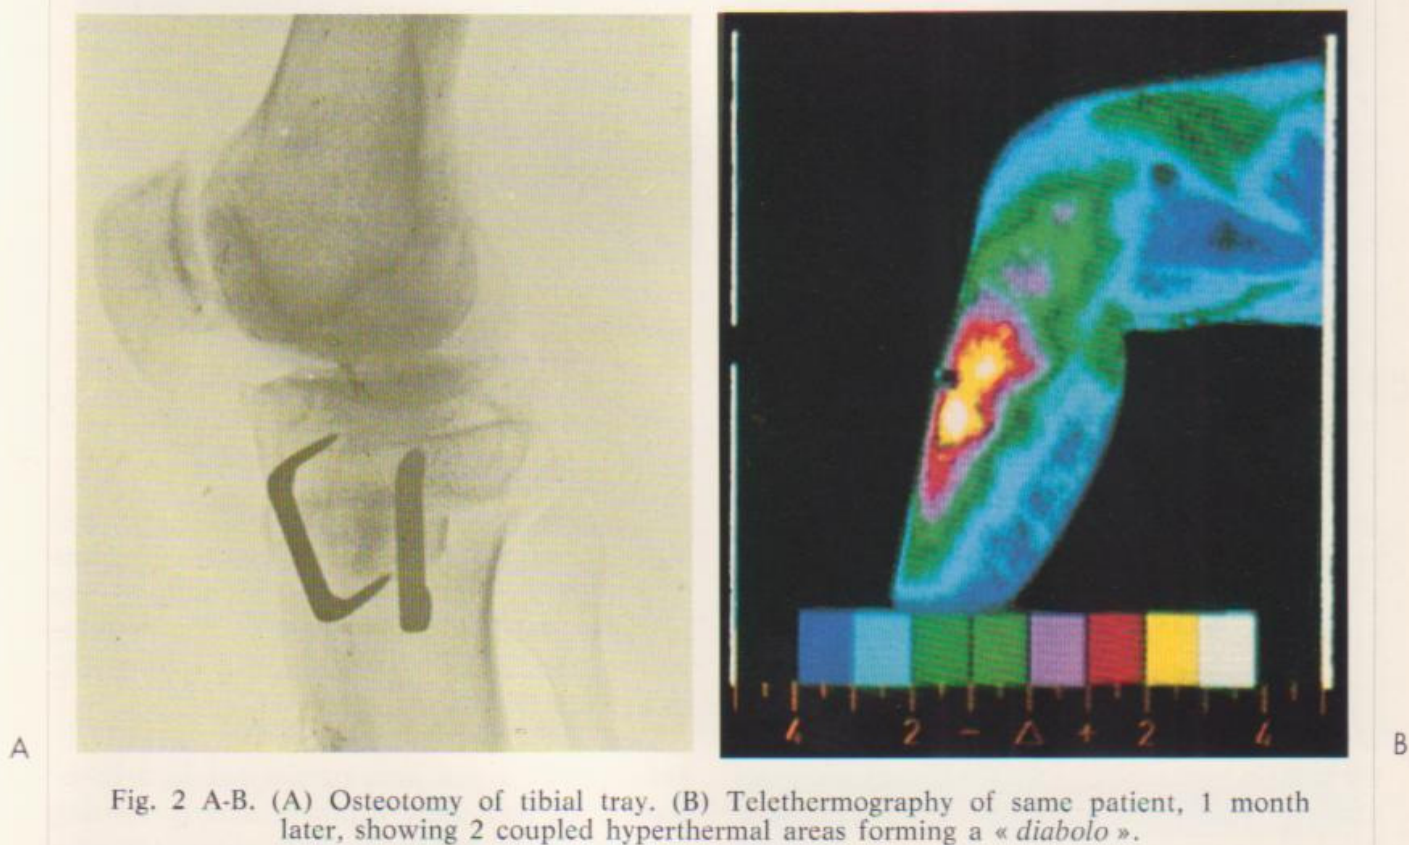 4 2 - Δ + 2 4
A
B
Fig. 2 A-B. (A) Osteotomy of tibial tray. (B) Telethermography of same patient, 1 month
later, showing 2 coupled hyperthermal areas forming a « diabolo ».